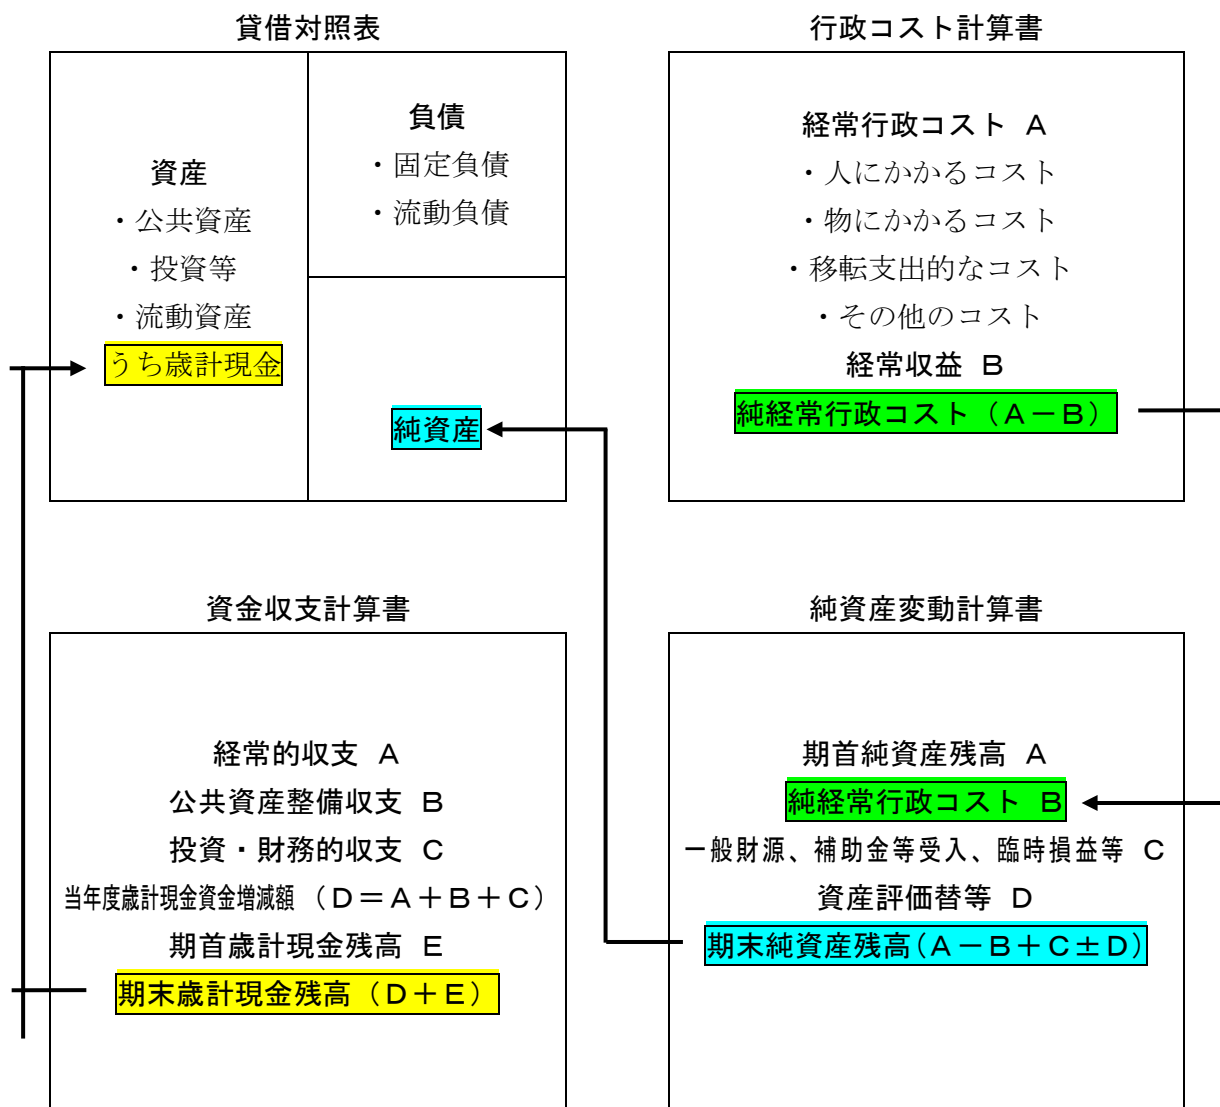 貸借対照表
資産
・公共資産
・投資等
・流動資産
うち歳計現金
負債
・固定負債
・流動負債
純資産
行政コスト計算書
経常行政コスト A
・人にかかるコスト
・物にかかるコスト
・移転支出的なコスト
・その他のコスト
経常収益 B
純経常行政コスト(A-B)
資金収支計算書
経常的収支 A
公共資産整備収支 B
投資・財務的収支 C
当年度歳計現金資金増減額 (D=A+B+C)
期首歳計現金残高 E
期末歳計現金残高(D+E)
純資産変動計算書
期首純資産残高 A
純経常行政コスト B
一般財源、補助金等受入、臨時損益等 C
資産評価替等 D
期末純資産残高(A-B+C±D)